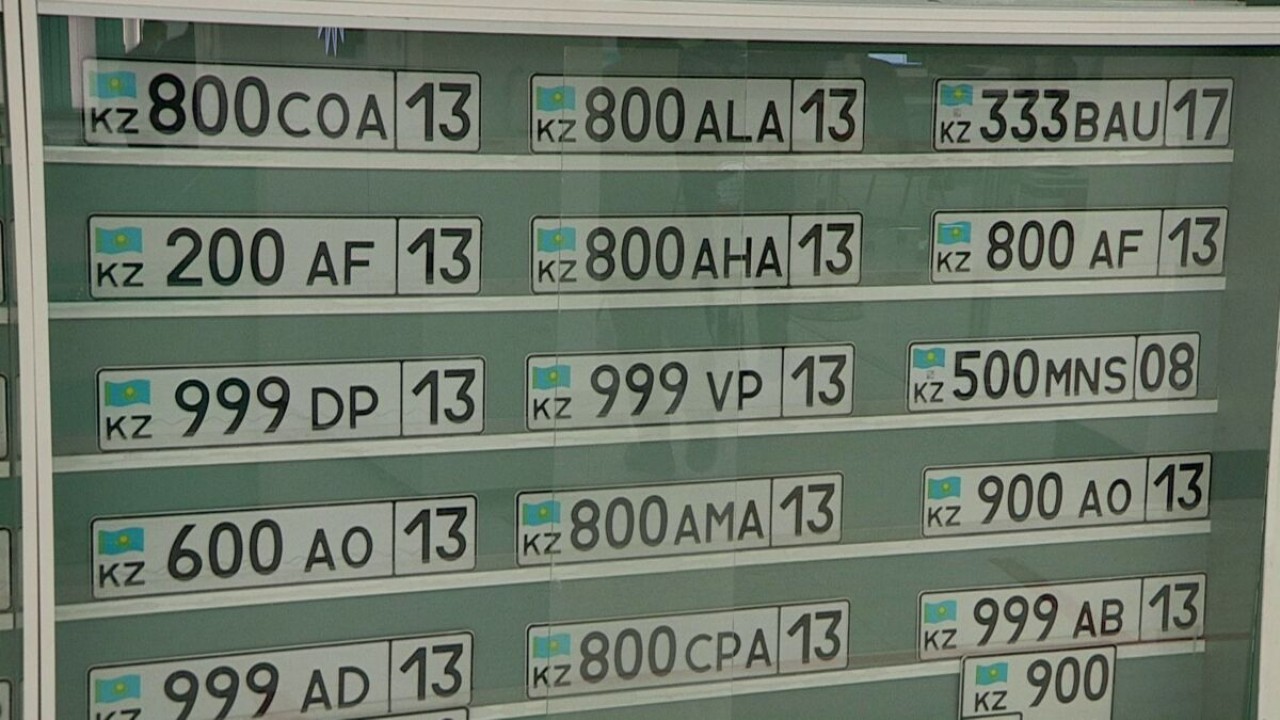 KZ 800 COA 13
KZ 800 ALA 13
KZ 333 BAU 17
KZ 200 AF 13
KZ 800 AHA 13
KZ 800 AF 13
KZ 999 DP 13
KZ 999 VP 13
KZ 500 MNS 08
KZ 600 AO 13
KZ 800 AMA 13
KZ 900 AO 13
KZ 999 AD 13
KZ 800 CPA 13
KZ 999 AB 13
KZ 900